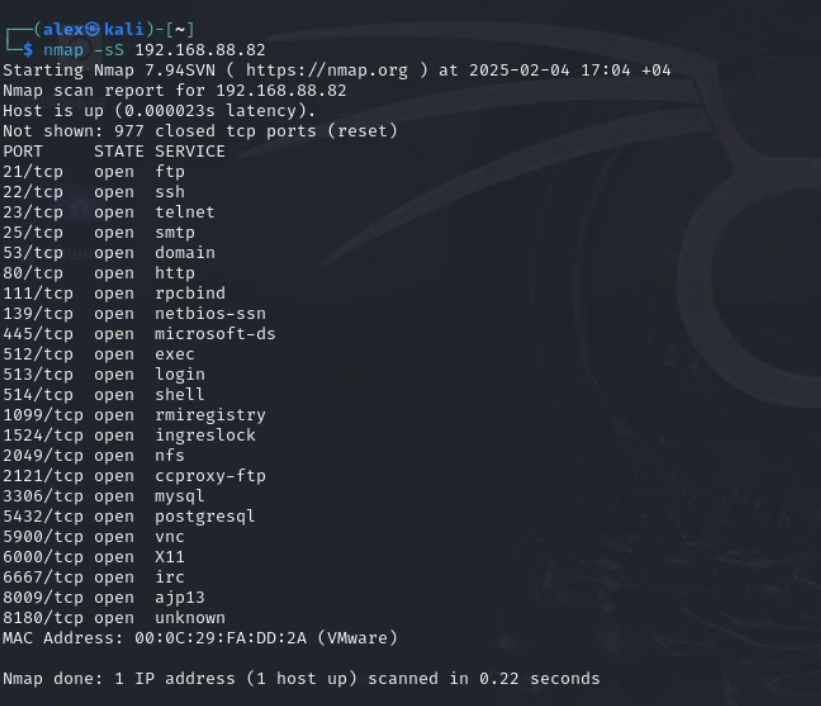 ┌──(alex㉿kali)-[~]
└─$ nmap -sS 192.168.88.82
Starting Nmap 7.94SVN ( https://nmap.org ) at 2025-02-04 17:04 +04
Nmap scan report for 192.168.88.82
Host is up (0.000023s latency).
Not shown: 977 closed tcp ports (reset)
PORT     STATE SERVICE
21/tcp   open  ftp
22/tcp   open  ssh
23/tcp   open  telnet
25/tcp   open  smtp
53/tcp   open  domain
80/tcp   open  http
111/tcp  open  rpcbind
139/tcp  open  netbios-ssn
445/tcp  open  microsoft-ds
512/tcp  open  exec
513/tcp  open  login
514/tcp  open  shell
1099/tcp open  rmiregistry
1524/tcp open  ingreslock
2049/tcp open  nfs
2121/tcp open  ccproxy-ftp
3306/tcp open  mysql
5432/tcp open  postgresql
5900/tcp open  vnc
6000/tcp open  X11
6667/tcp open  irc
8009/tcp open  ajp13
8180/tcp open  unknown
MAC Address: 00:0C:29:FA:DD:2A (VMware)
Nmap done: 1 IP address (1 host up) scanned in 0.22 seconds